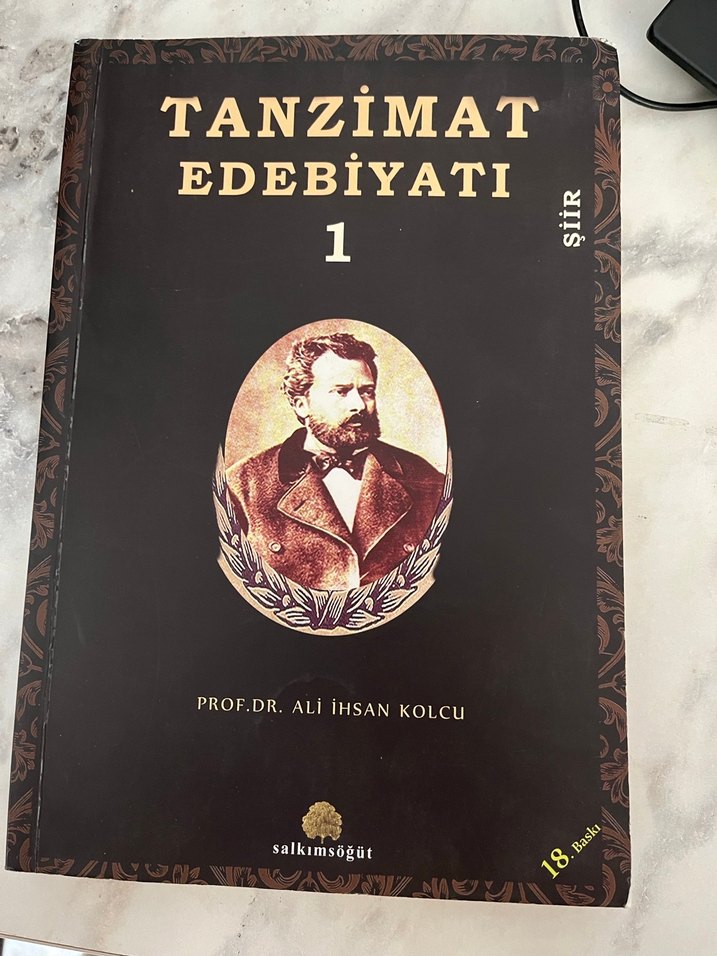 TANZİMAT
EDEBİYATI
1
ŞİİR
PROF.DR. ALİ İHSAN KOLCU
salkımsöğüt
18. Baskı